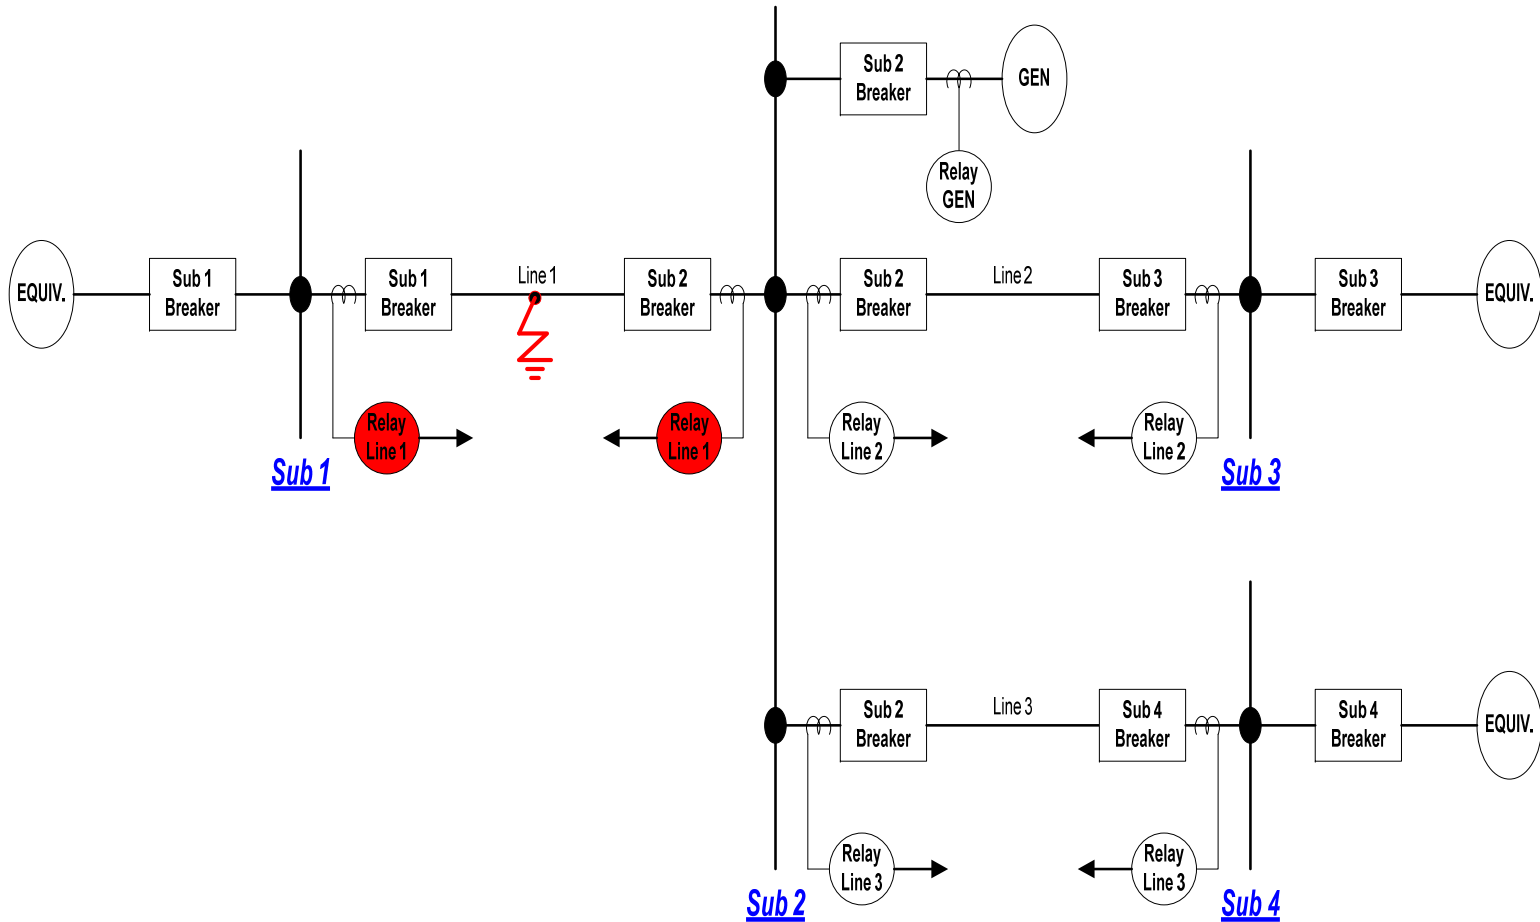 Sub 2
Breaker
GEN
Relay
GEN
EQUIV.
Sub 1
Breaker
Sub 1
Breaker
Line 1
Sub 2
Breaker
Sub 2
Breaker
Line 2
Sub 3
Breaker
Sub 3
Breaker
EQUIV.
Relay
Line 1
Relay
Line 1
Relay
Line 2
Relay
Line 2
Sub 1
Sub 3
Sub 2
Breaker
Line 3
Sub 4
Breaker
Sub 4
Breaker
EQUIV.
Relay
Line 3
Relay
Line 3
Sub 2
Sub 4